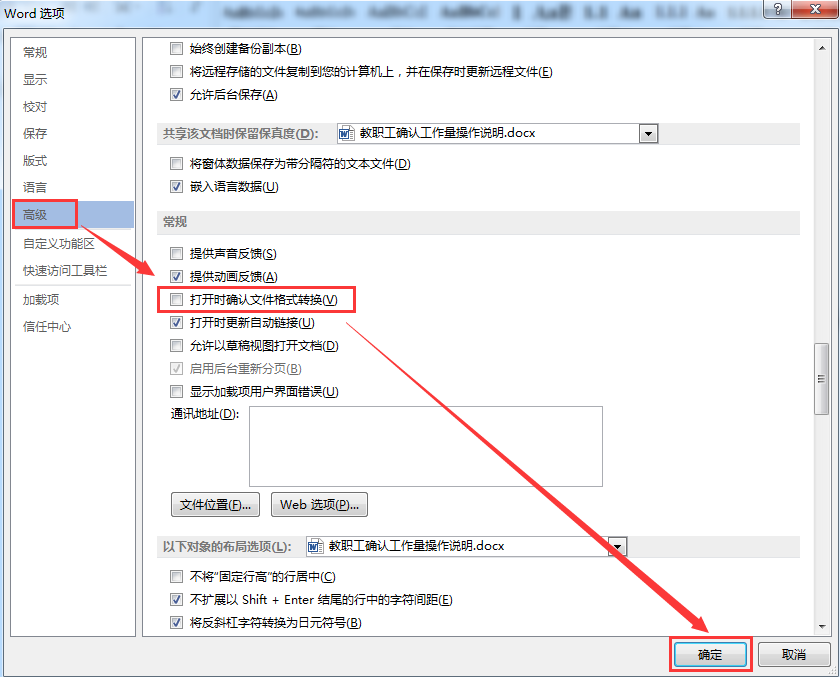 Word 选项
常规
显示
校对
保存
版式
语言
高级
自定义功能区
快速访问工具栏
加载项
信任中心
始终创建备份副本(B)
将远程存储的文件复制到您的计算机上，并在保存时更新远程文件(E)
允许后台保存(A)
共享该文档时保留保真度(D): 教职工确认工作量操作说明.docx
将窗体数据保存为带分隔符的文本文件(D)
嵌入语言数据(U)
常规
提供声音反馈(S)
提供动画反馈(A)
打开时确认文件格式转换(V)
打开时更新自动链接(U)
允许以草稿视图打开文档(D)
启用后台重新分页(B)
显示加载项用户界面错误(U)
通讯地址(D):
文件位置(F)... Web 选项(P)...
以下对象的布局选项(L): 教职工确认工作量操作说明.docx
不将“固定行高”的行居中(C)
不扩展以 Shift + Enter 结尾的行中的字符间距(E)
将反斜杠字符转换为日元符号(B)
确定 取消